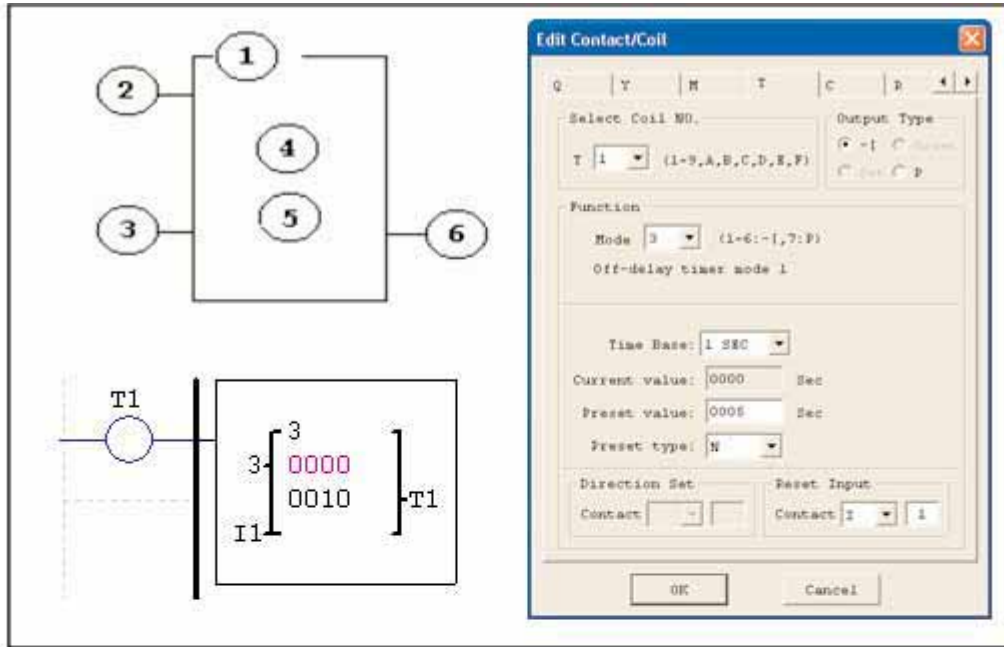 1
2
3
4
5
6
T1
3
3
0000
0010
T1
I1
Edit Contact/Coil
Q Y M T C R
Select Coil NO.
T 1 (1-9,A,B,C,D,E,F)
Output Type
-[
P
Function
Mode 3 (1-6:-[,7:P)
Off-delay timer mode 1
Time Base: 1 SEC
Current value: 0000 Sec
Preset value: Sec
Preset type: N
Direction Set
Contact
Reset Input
Contact I 1
OK Cancel